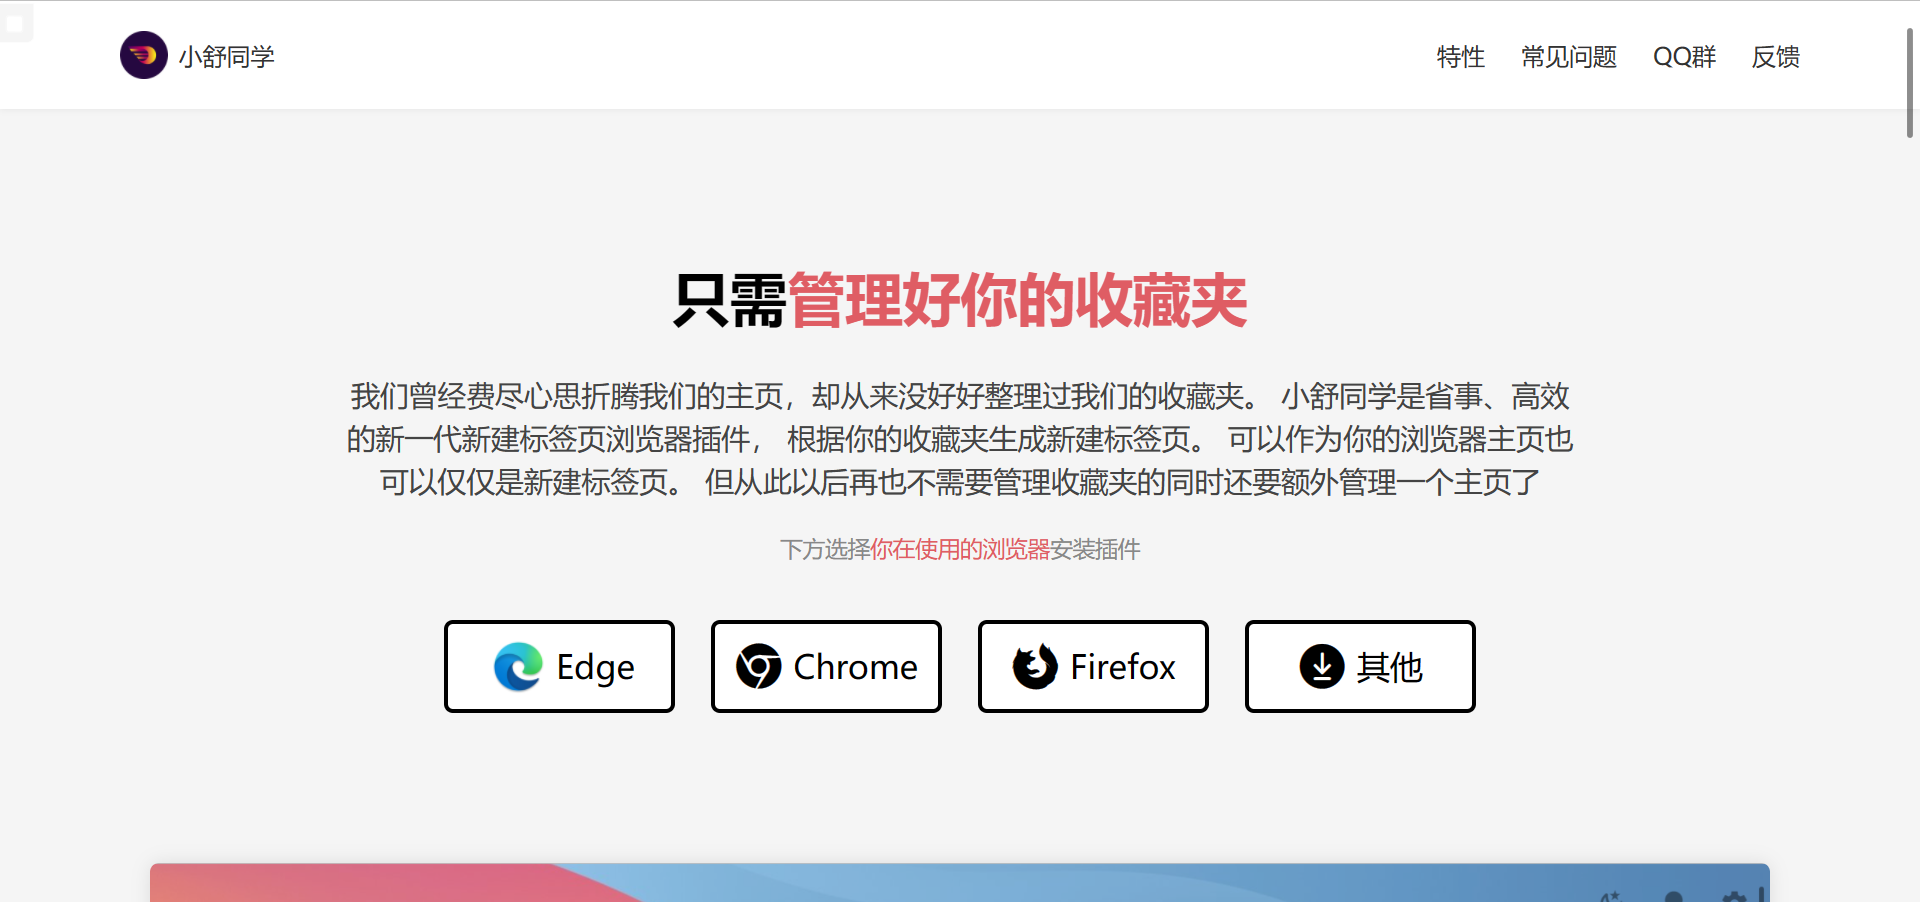 小舒同学
特性
常见问题
QQ群
反馈
只需管理好你的收藏夹
我们曾经费尽心思折腾我们的主页，却从来没好好整理过我们的收藏夹。 小舒同学是省事、高效
的新一代新建标签页浏览器插件， 根据你的收藏夹生成新建标签页。 可以作为你的浏览器主页也
可以仅仅是新建标签页。 但从此以后再也不需要管理收藏夹的同时还要额外管理一个主页了
下方选择你在使用的浏览器安装插件
Edge
Chrome
Firefox
其他